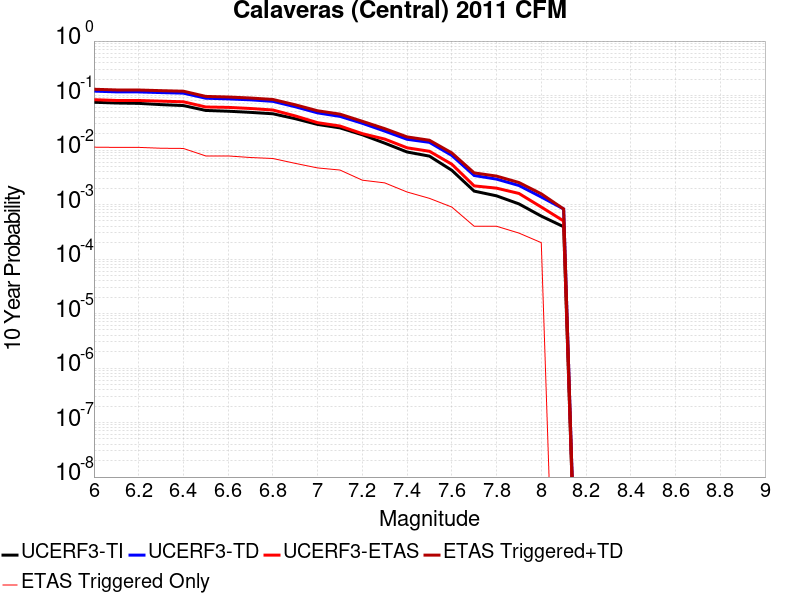 Calaveras (Central) 2011 CFM
10 Year Probability
10^0
10^-1
10^-2
10^-3
10^-4
10^-5
10^-6
10^-7
10^-8
6 6.2 6.4 6.6 6.8 7 7.2 7.4 7.6 7.8 8 8.2 8.4 8.6 8.8 9
Magnitude
UCERF3-TI UCERF3-TD UCERF3-ETAS ETAS Triggered+TD
ETAS Triggered Only